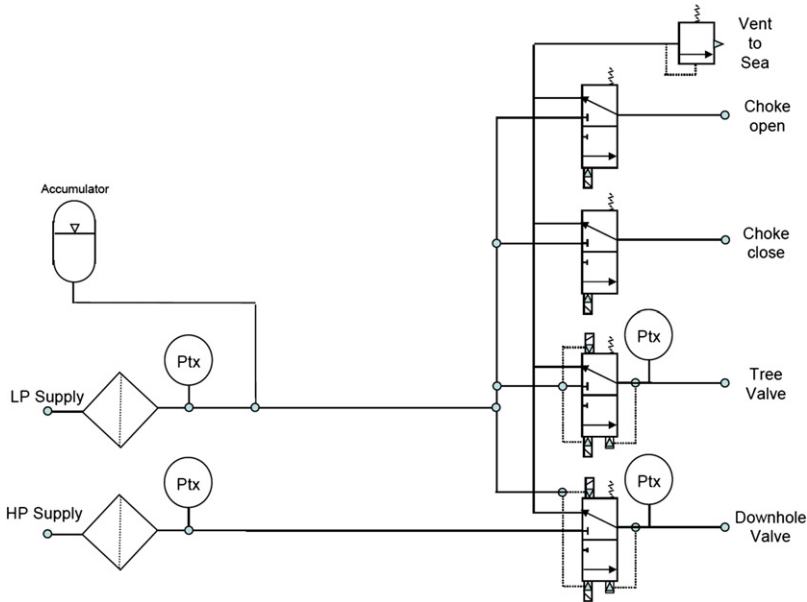 Vent
to
Sea
Choke
open
Accumulator
Choke
close
Ptx
Ptx
LP Supply
Tree
Valve
Ptx
Ptx
HP Supply
Downhole
Valve